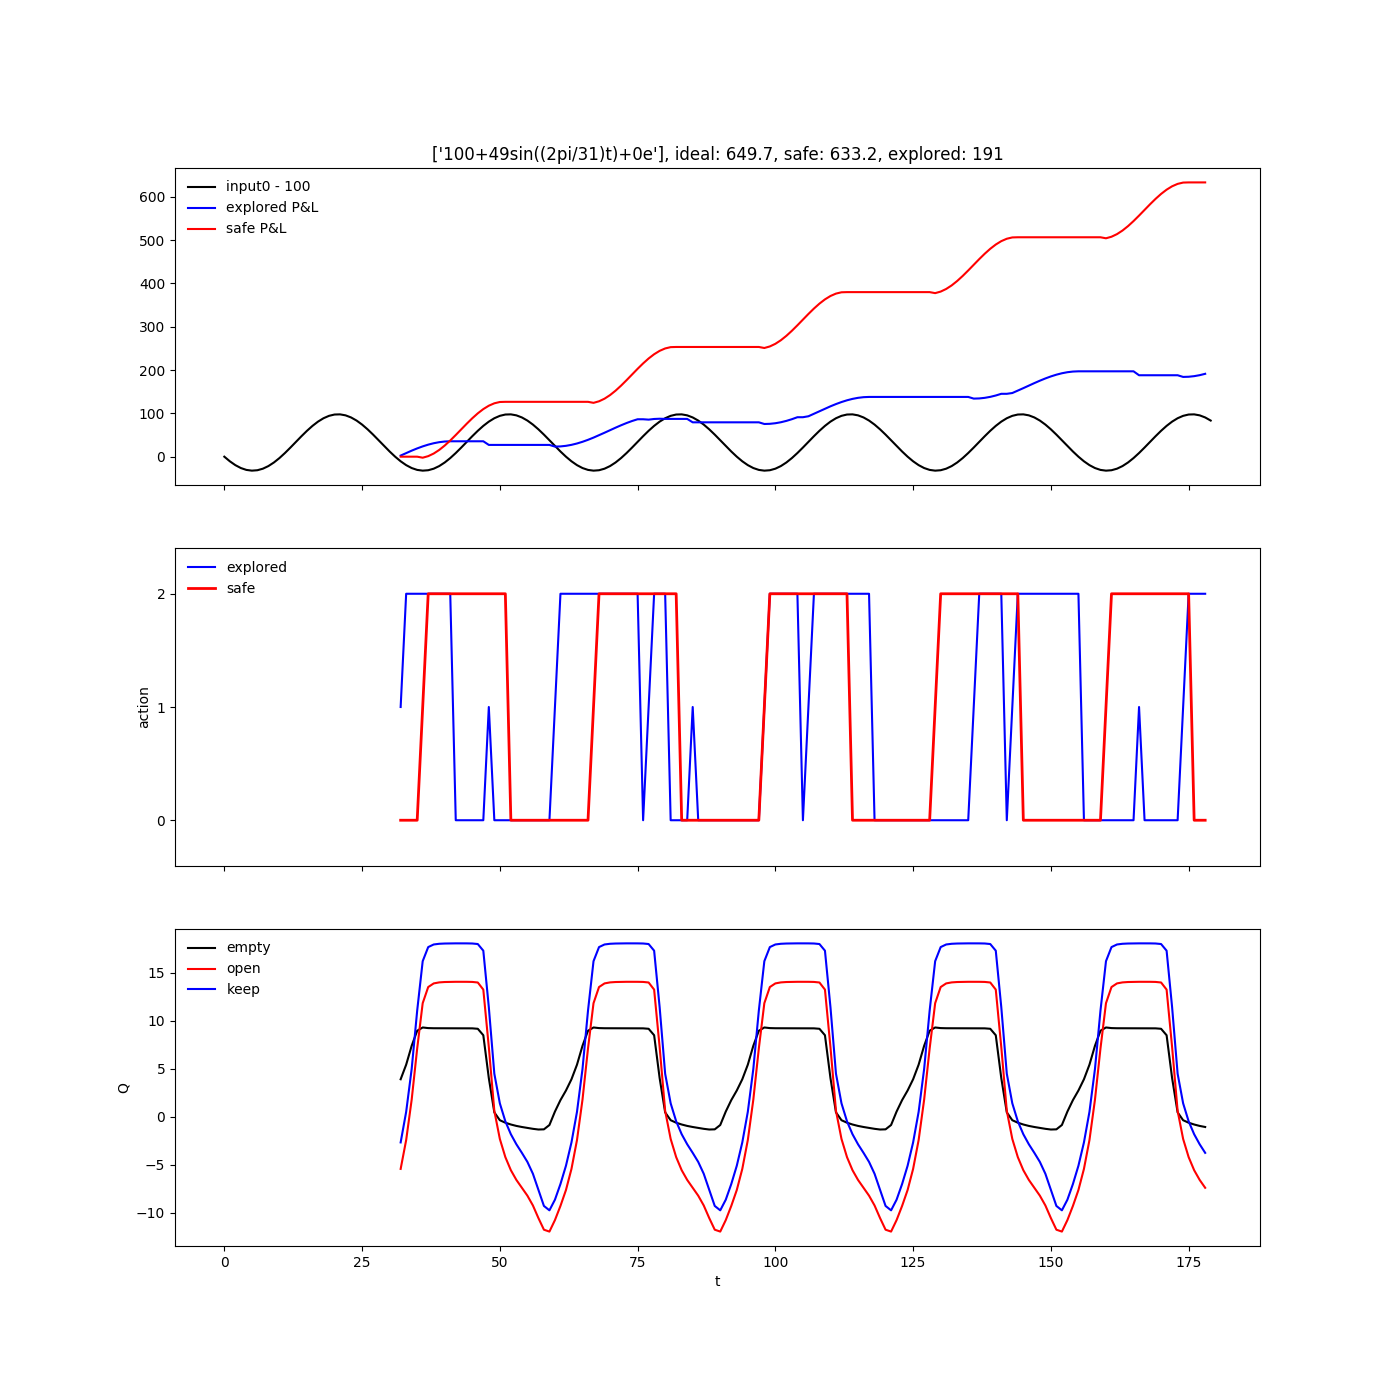 ['100+49sin((2pi/31)t)+0e'], ideal: 649.7, safe: 633.2, explored: 191
input0 - 100
explored P&L
safe P&L
600
500
400
300
200
100
0
explored
safe
2
1
0
action
empty
open
keep
15
10
5
0
−5
−10
Q
0 25 50 75 100 125 150 175
t